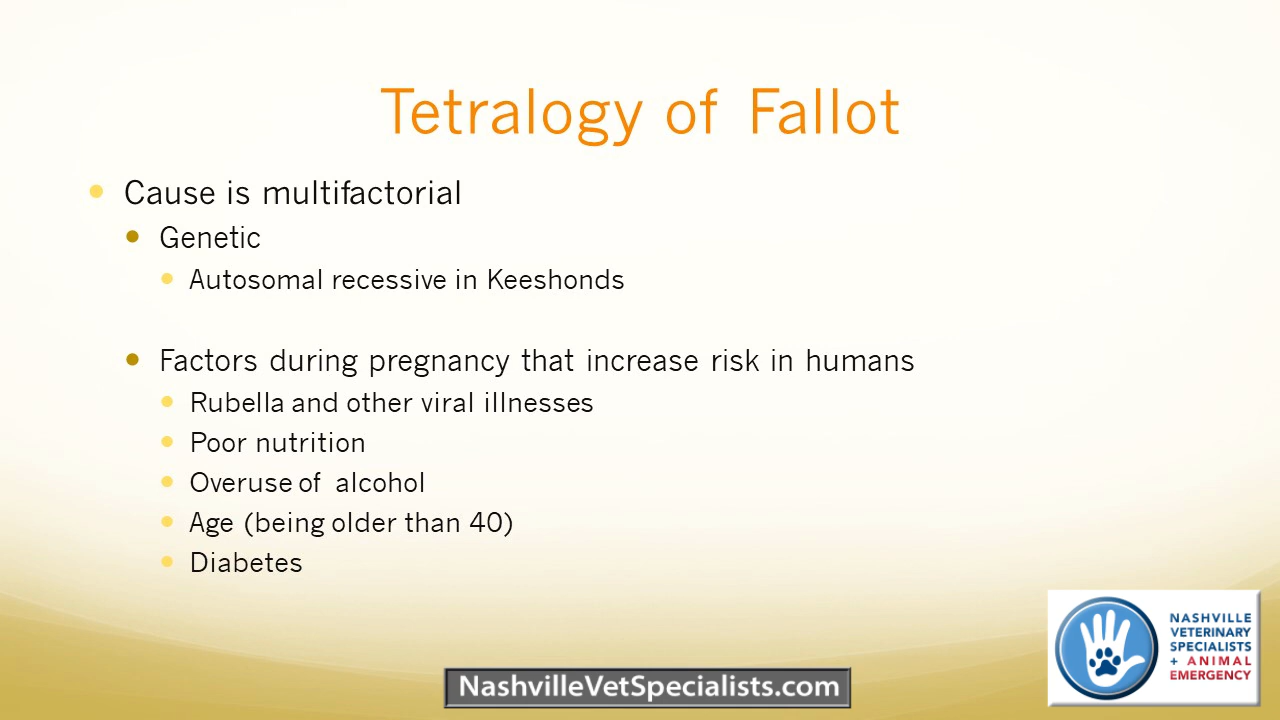 Tetralogy of Fallot
Cause is multifactorial
Genetic
Autosomal recessive in Keeshonds
Factors during pregnancy that increase risk in humans
Rubella and other viral illnesses
Poor nutrition
Overuse of alcohol
Age (being older than 40)
Diabetes
NASHVILLE
VETERINARY
SPECIALISTS
+ ANIMAL
EMERGENCY
NashvilleVetSpecialists.com